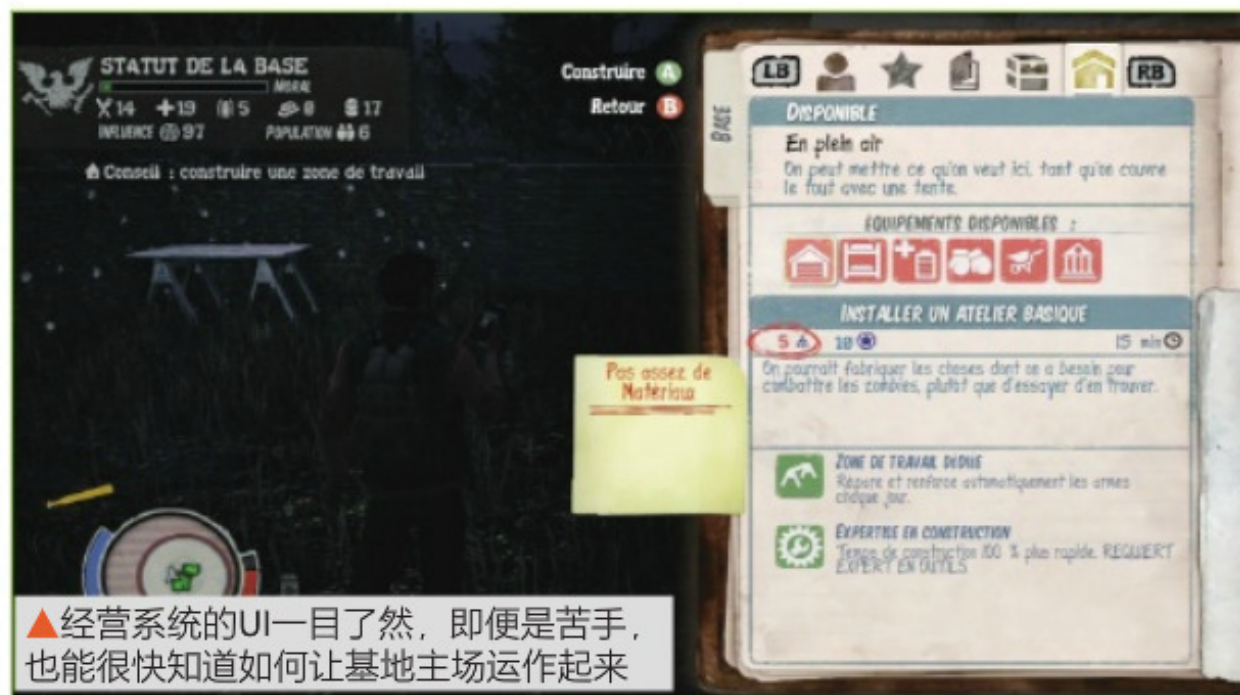 STATUT DE LA BASE
MORAL
14 19 5 0 17
INFLUENCE 97 POPULATION 6
Conseil : construire une zone de travail
Construire A
Retour B
LB RB
BASE
DISPONIBLE
En plein air
On peut mettre ce qu'on veut ici, tant qu'on couvre
le tout avec une tente.
EQUIPEMENTS DISPONIBLES :
INSTALLER UN ATELIER BASIQUE
5 10 15 min
On pourrait fabriquer les choses dont on a besoin pour
combattre les zombies, plutôt que d'essayer d'en trouver.
Pas assez de
Matériaux
ZONE DE TRAVAIL DÉDIÉE
Répare et renforce automatiquement les armes
chaque jour.
EXPERTISE EN CONSTRUCTION
Temps de construction 100 % plus rapide. REQUIERT
EXPERT EN OUTILS
▲经营系统的UI一目了然，即便是苦手，
也能很快知道如何让基地主场运作起来